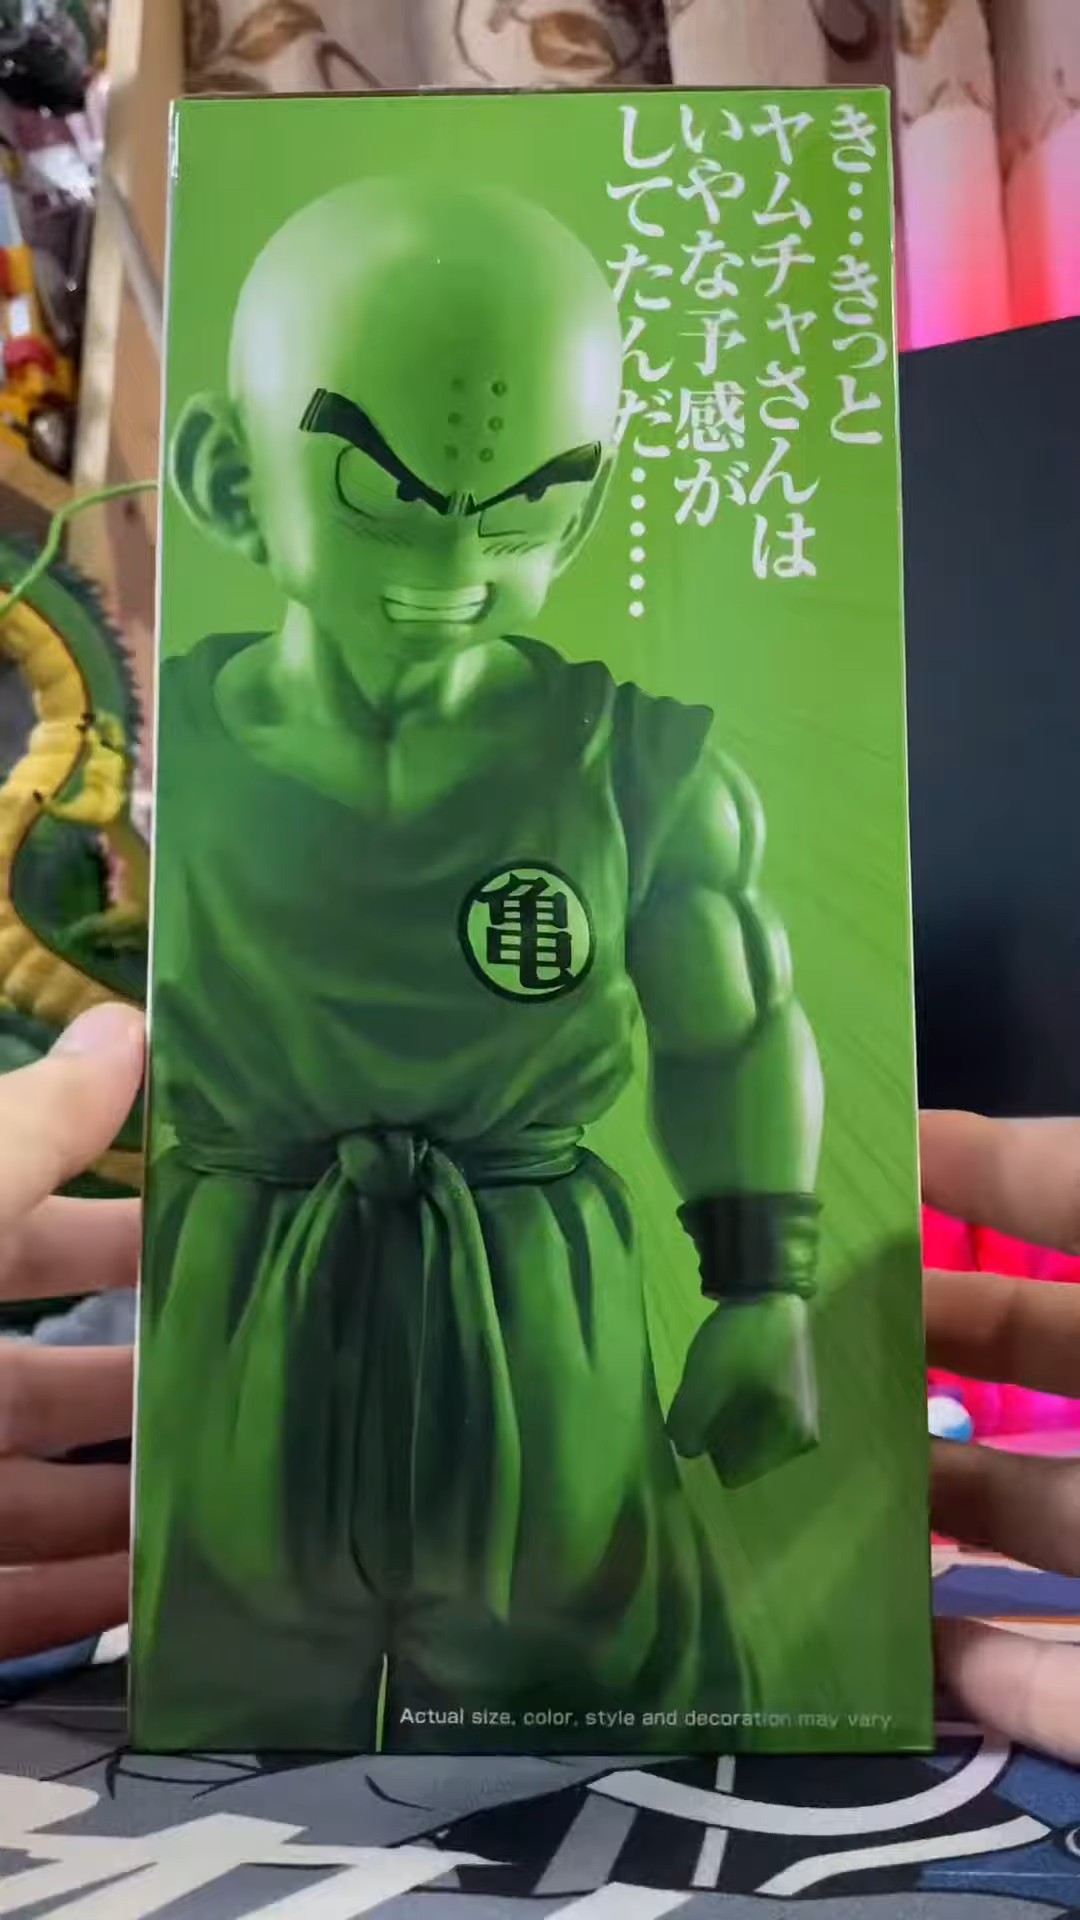 き…きっと
ヤムチャさんは
いやな予感が
してたんだ……
亀
Actual size, color, style and decoration may vary.